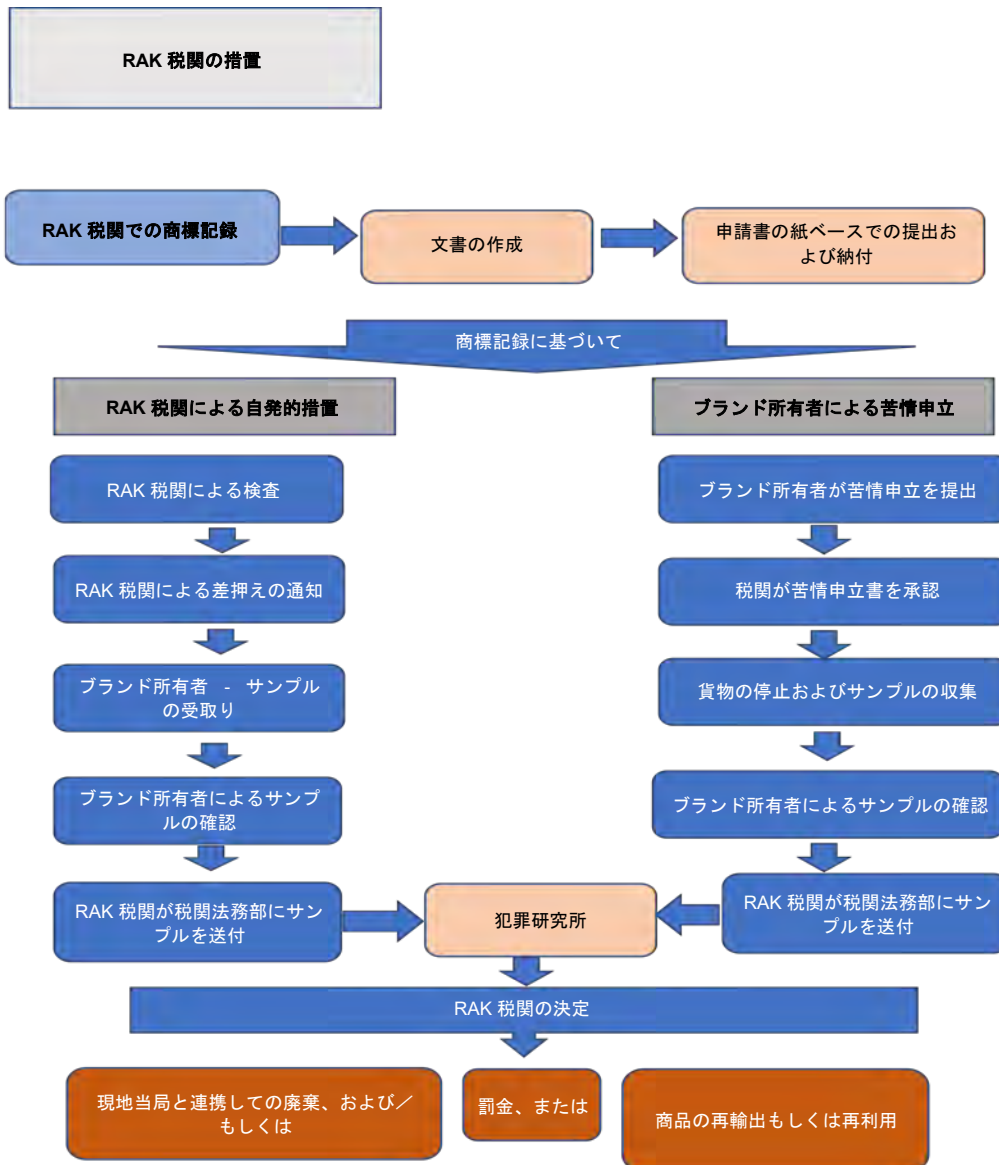 RAK 税関の措置
RAK 税関での商標記録
文書の作成
申請書の紙ベースでの提出お
よび納付
商標記録に基づいて
RAK 税関による自発的措置
RAK 税関による検査
RAK 税関による差押えの通知
ブランド所有者 - サンプル
の受取り
ブランド所有者によるサンプ
ルの確認
RAK 税関が税関法務部にサン
プルを送付
ブランド所有者による苦情申立
ブランド所有者が苦情申立を提出
税関が苦情申立書を承認
貨物の停止およびサンプルの収集
ブランド所有者によるサンプルの確認
RAK 税関が税関法務部にサン
プルを送付
犯罪研究所
RAK 税関の決定
現地当局と連携しての廃棄、および/
もしくは
罰金、または
商品の再輸出もしくは再利用